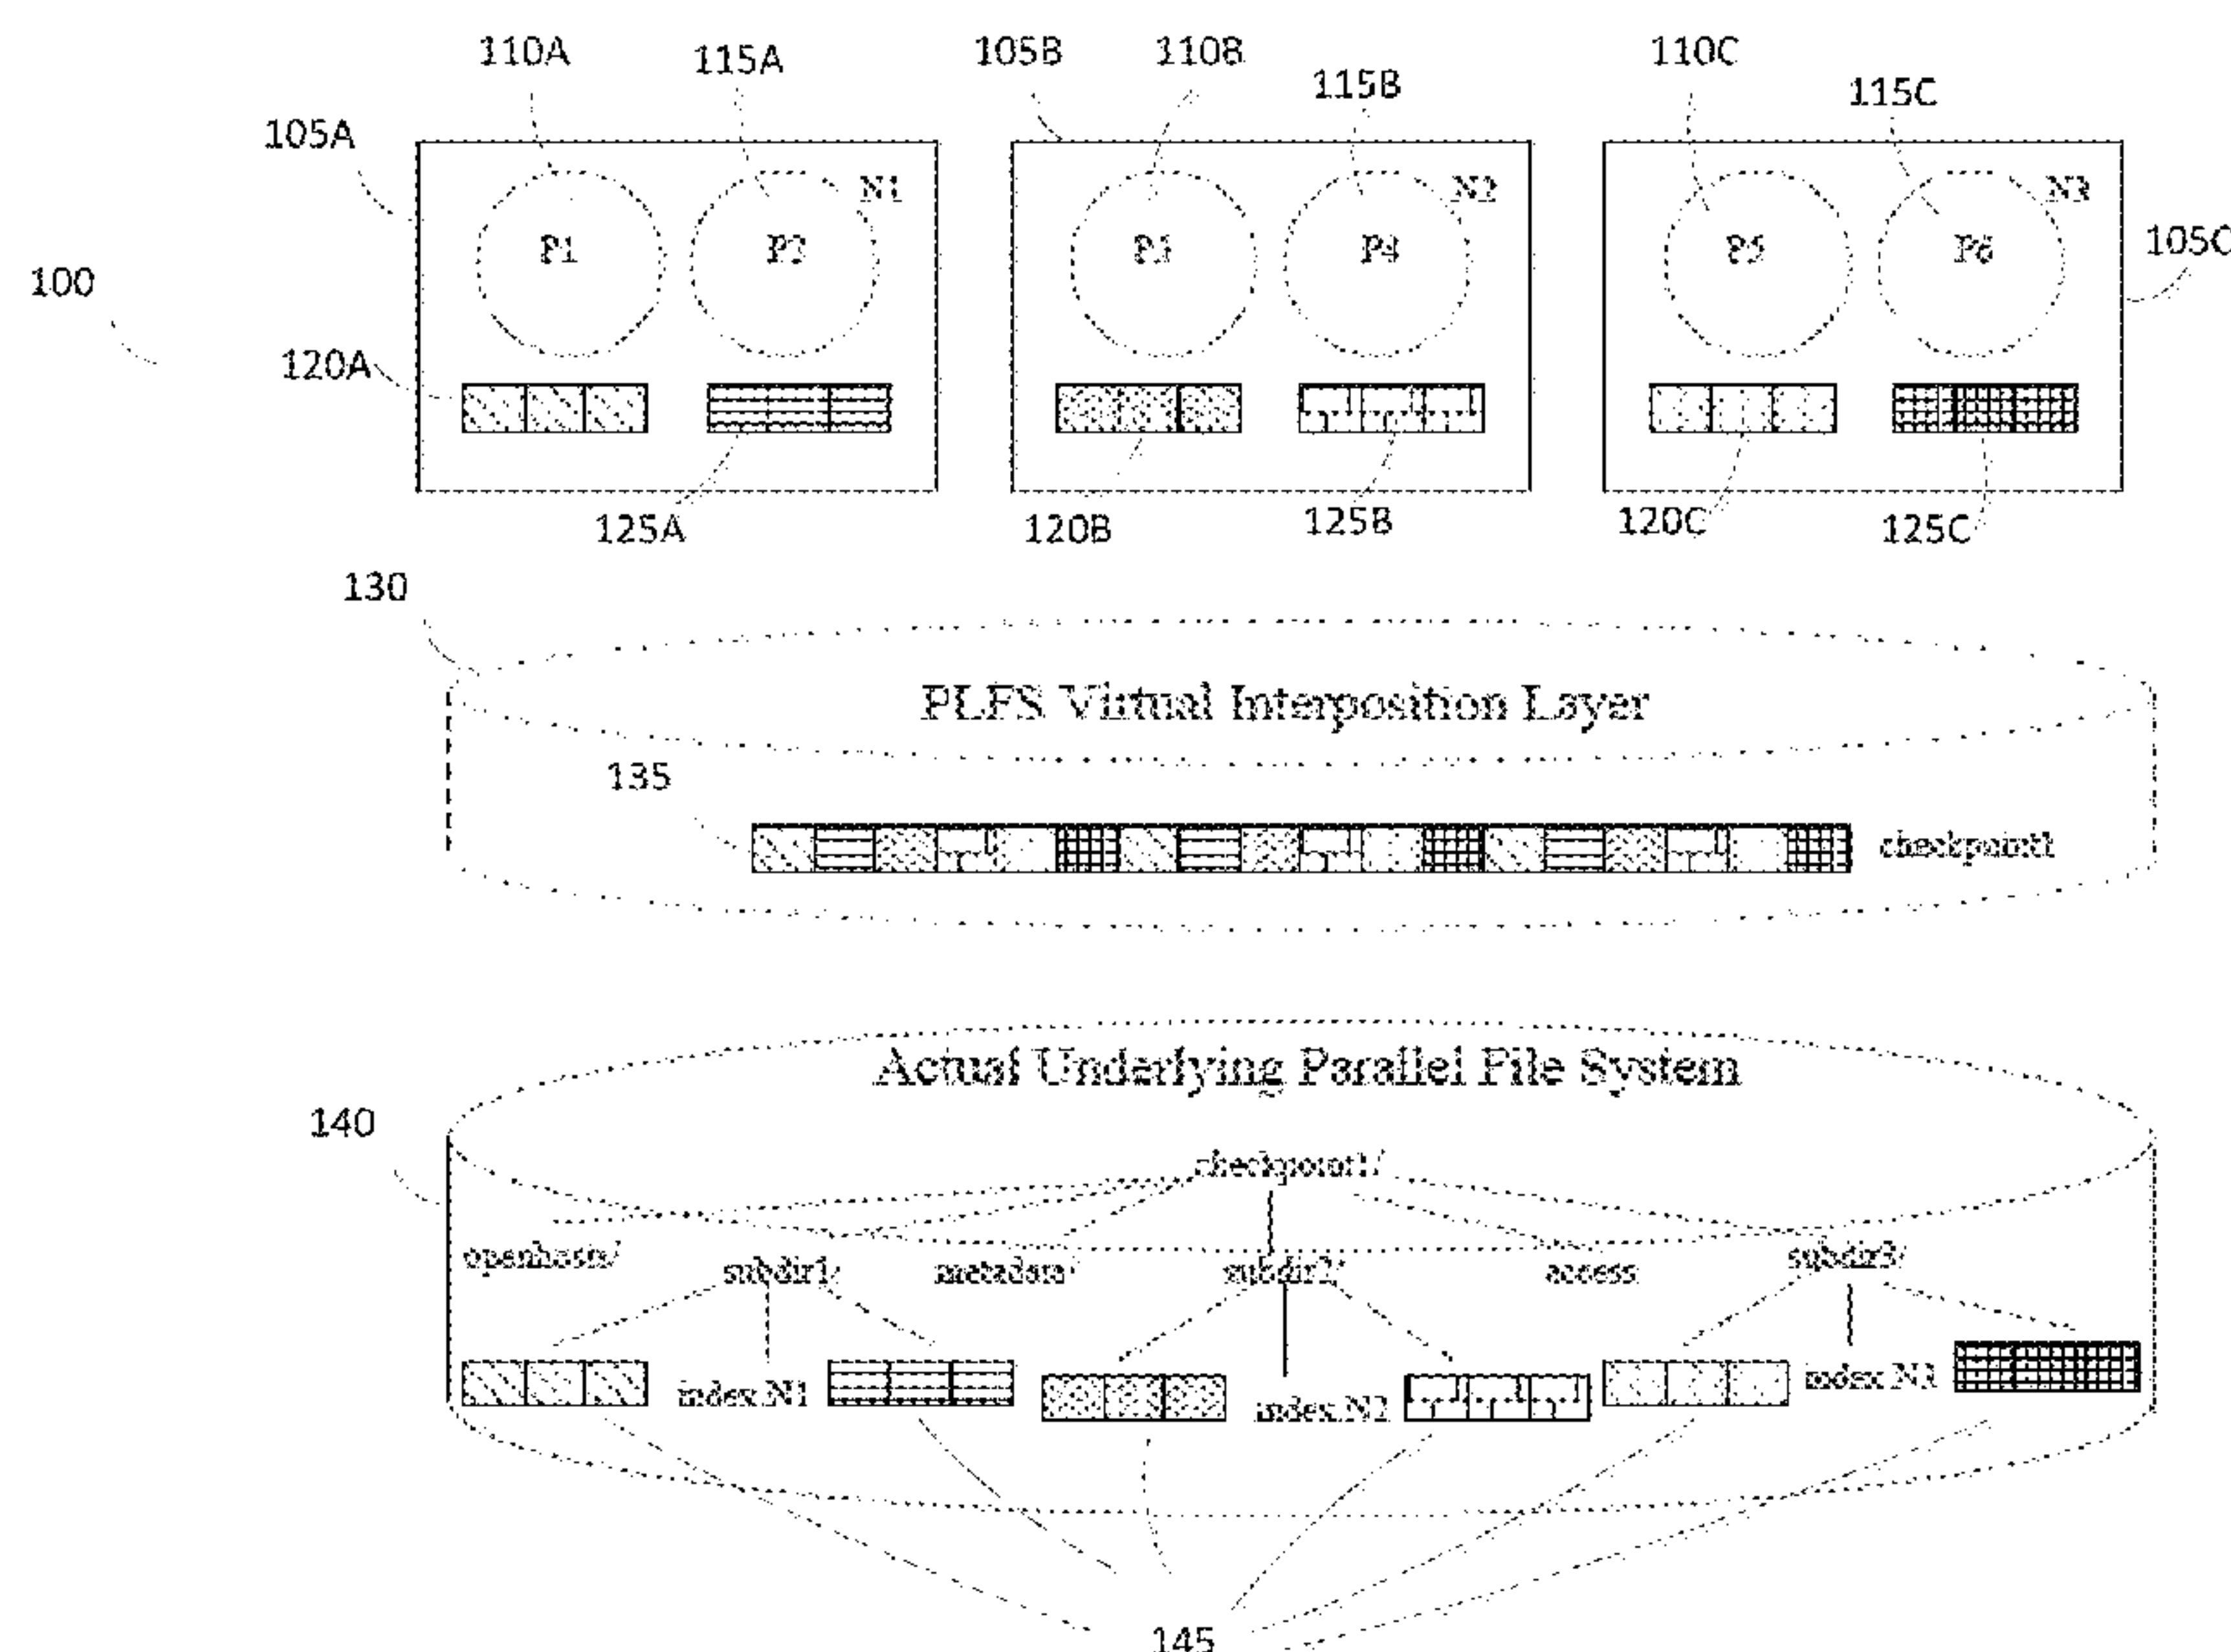 110A
115A
105B
110B
115B
110C
115C
105A
N1
N2
N3
P1
P2
P3
P4
P5
P6
105C
100
120A
125A
120B
125B
120C
125C
130
PLFS Virtual Interposition Layer
135
checkpoint1
Actual Underlying Parallel File System
140
checkpoint1/
openhosts/
subdir1/
metadata/
subdir2/
access
subdir3/
index.N1
index.N2
index.N3
145